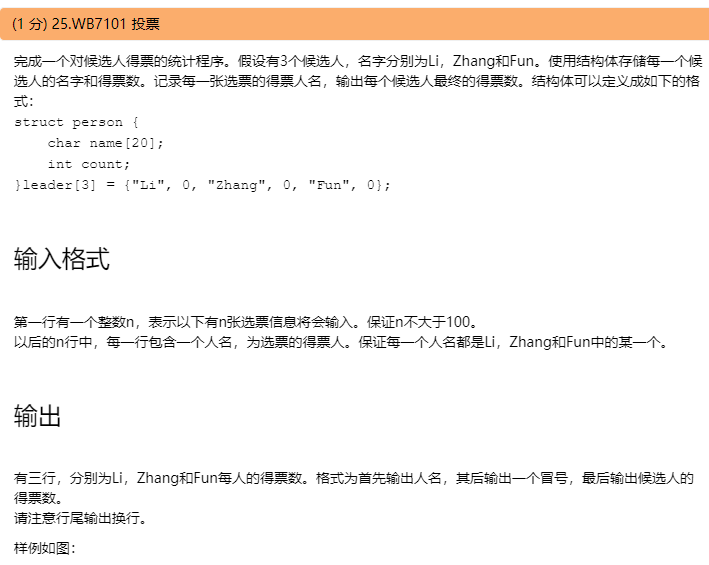 (1 分) 25.WB7101 投票
完成一个对候选人得票的统计程序。假设有3个候选人，名字分别为Li，Zhang和Fun。使用结构体存储每一个候
选人的名字和得票数。记录每一张选票的得票人名，输出每个候选人最终的得票数。结构体可以定义成如下的格
式：
struct person {
    char name[20];
    int count;
}leader[3] = {"Li", 0, "Zhang", 0, "Fun", 0};
输入格式
第一行有一个整数n，表示以下有n张选票信息将会输入。保证n不大于100。
以后的n行中，每一行包含一个人名，为选票的得票人。保证每一个人名都是Li，Zhang和Fun中的某一个。
输出
有三行，分别为Li，Zhang和Fun每人的得票数。格式为首先输出人名，其后输出一个冒号，最后输出候选人的
得票数。
请注意行尾输出换行。
样例如图：